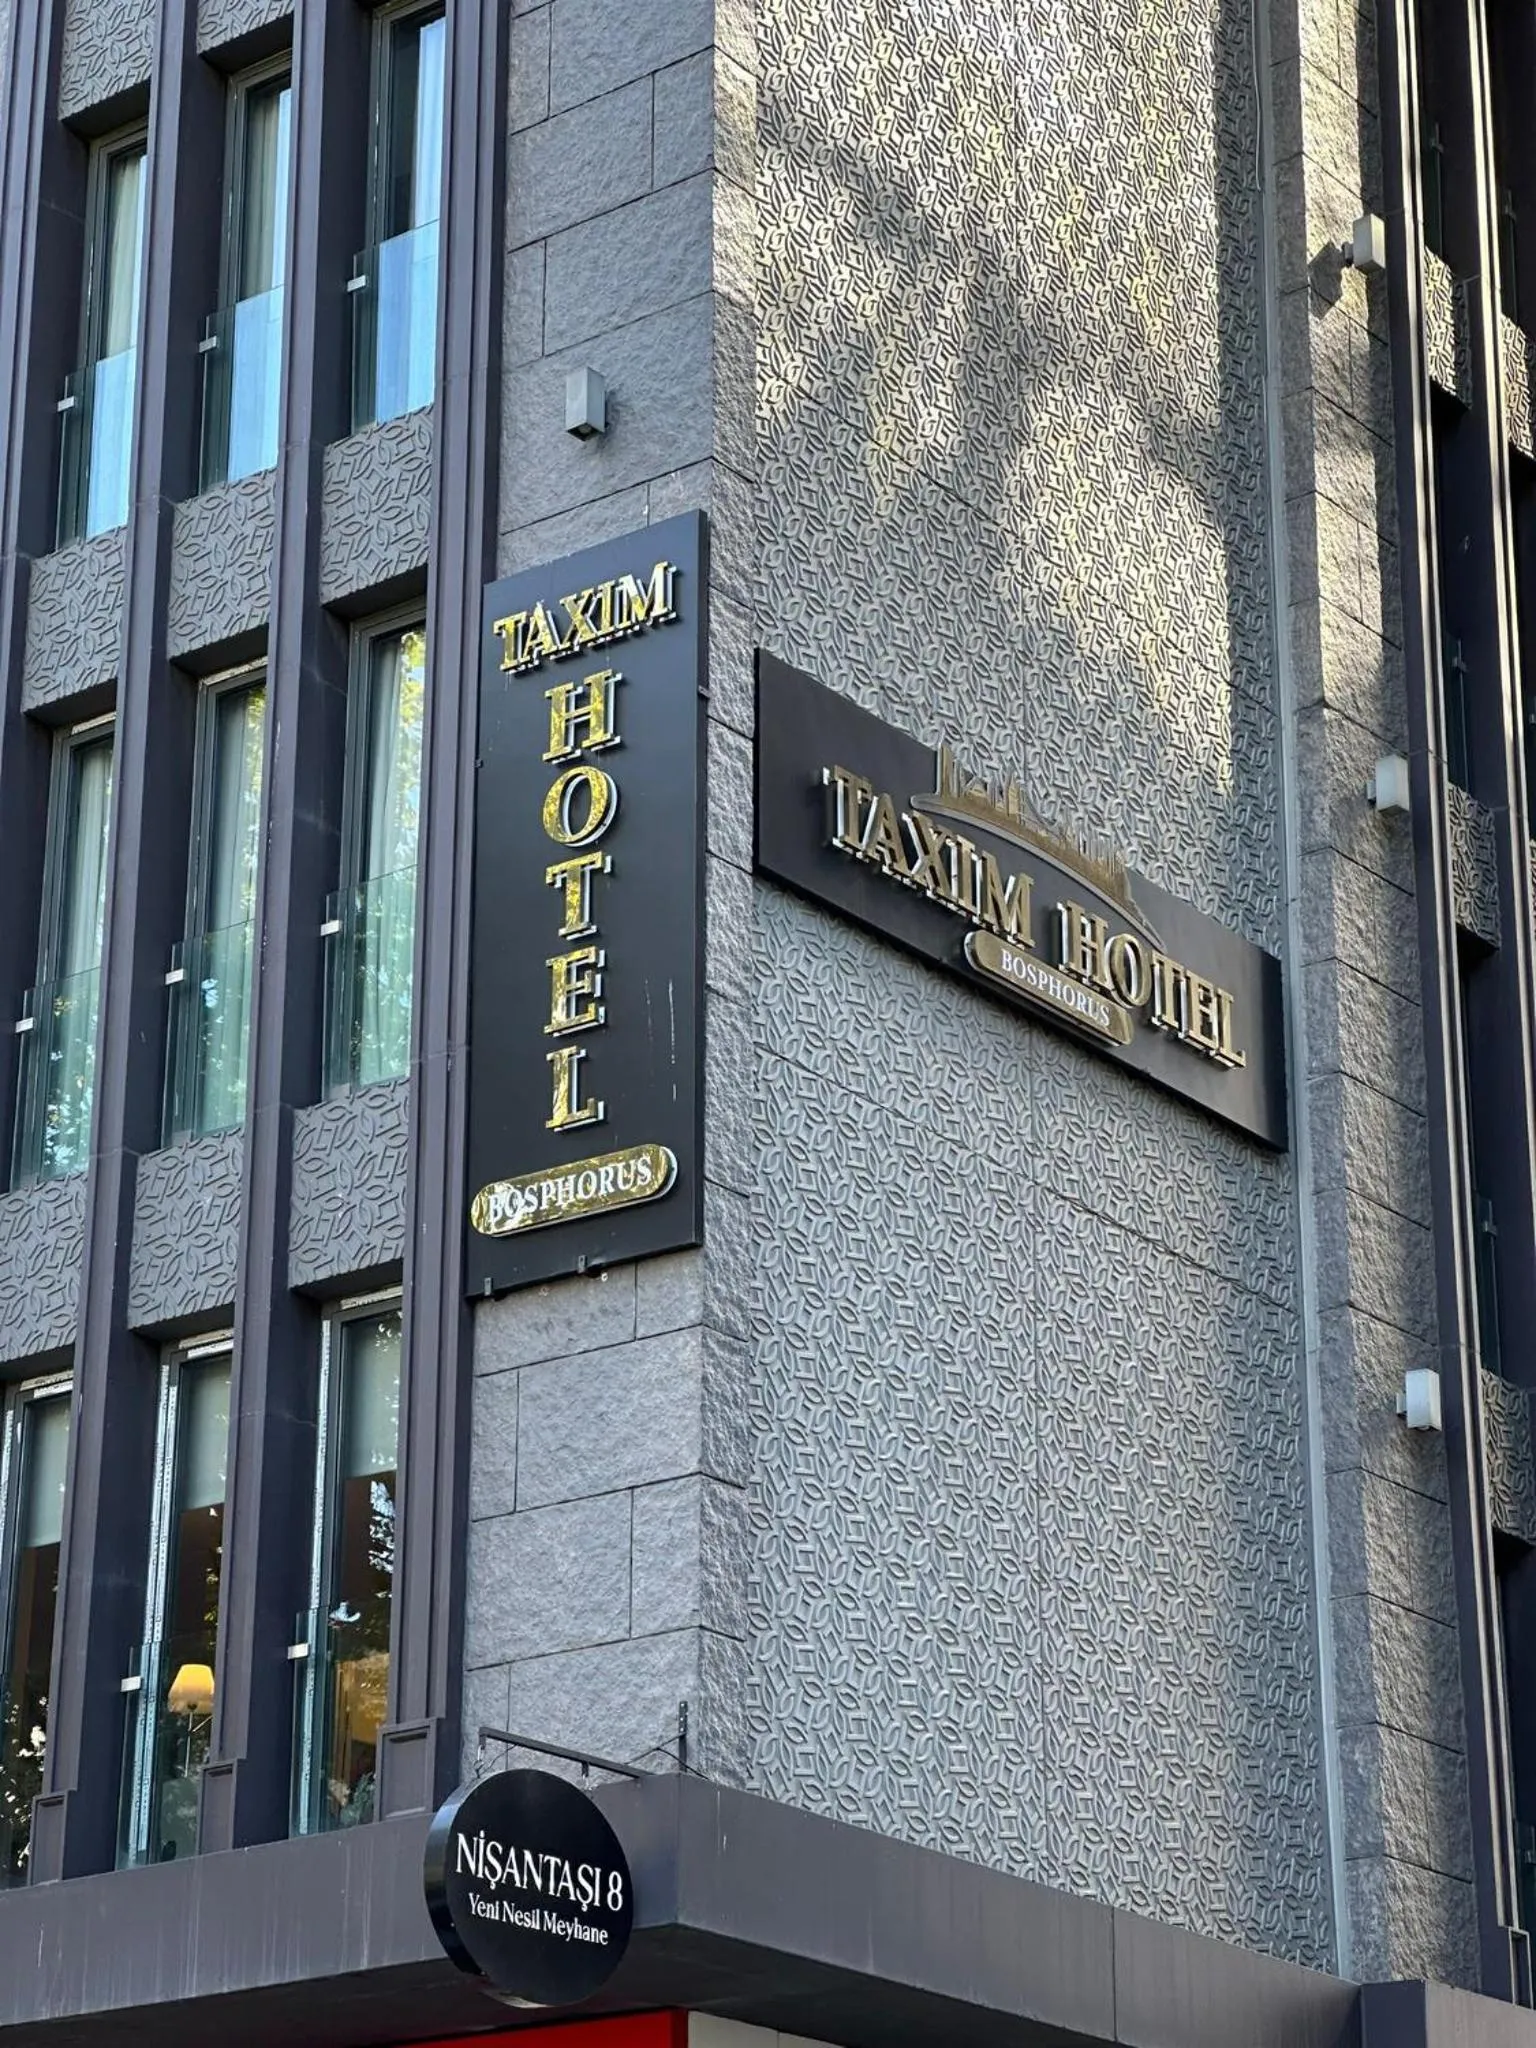 TAXIM
HOTEL
BOSPHORUS
TAXIM HOTEL
BOSPHORUS
NİŞANTAŞI 8
Yeni Nesil Meyhane